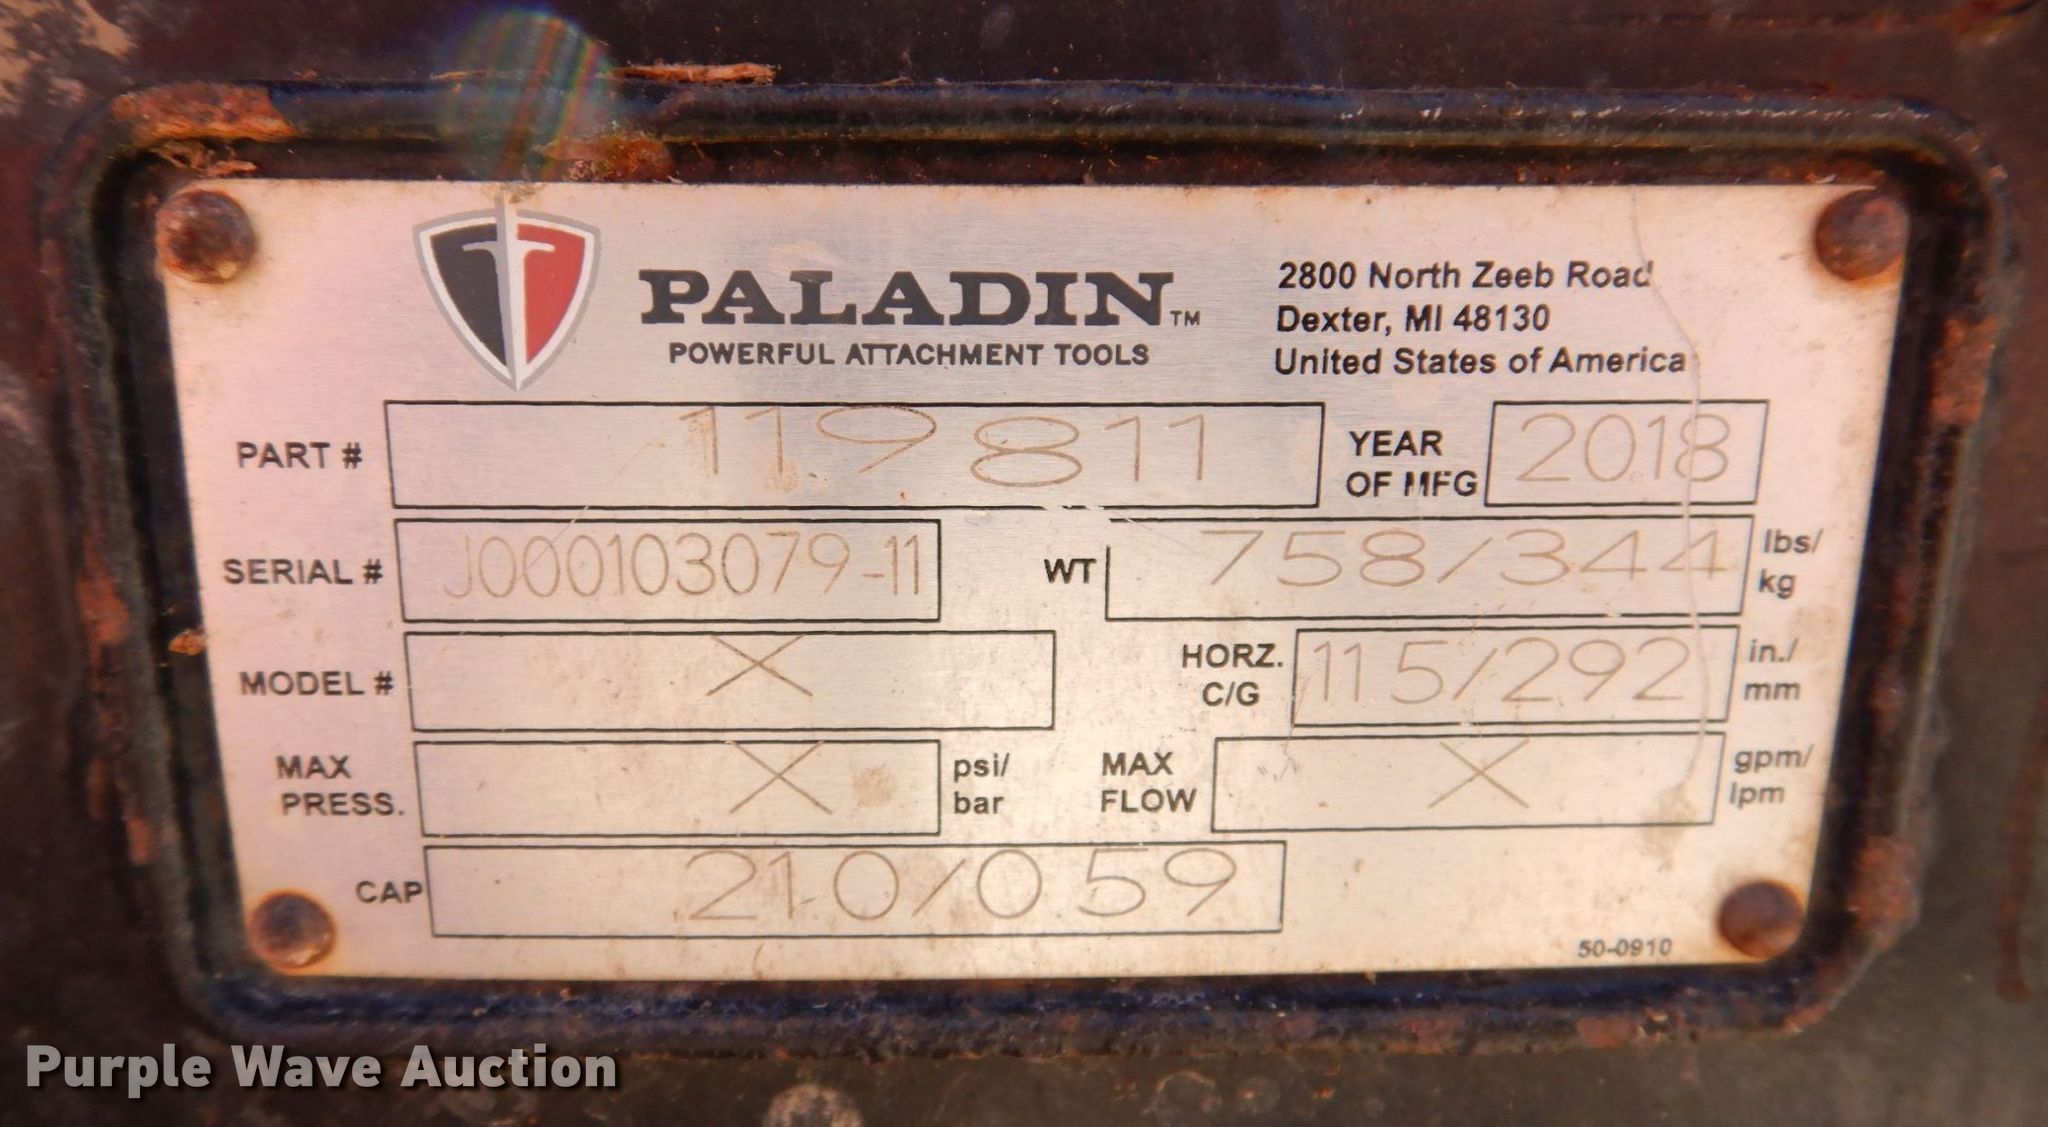 PALADIN™
POWERFUL ATTACHMENT TOOLS
2800 North Zeeb Road
Dexter, MI 48130
United States of America
PART # 119811
YEAR OF MFG 2018
SERIAL # J000103079-11
WT 758/344 lbs/kg
MODEL # X
HORZ. C/G 115/292 in./mm
MAX PRESS. X psi/bar
MAX FLOW X gpm/lpm
CAP 210/059
50-0910
Purple Wave Auction